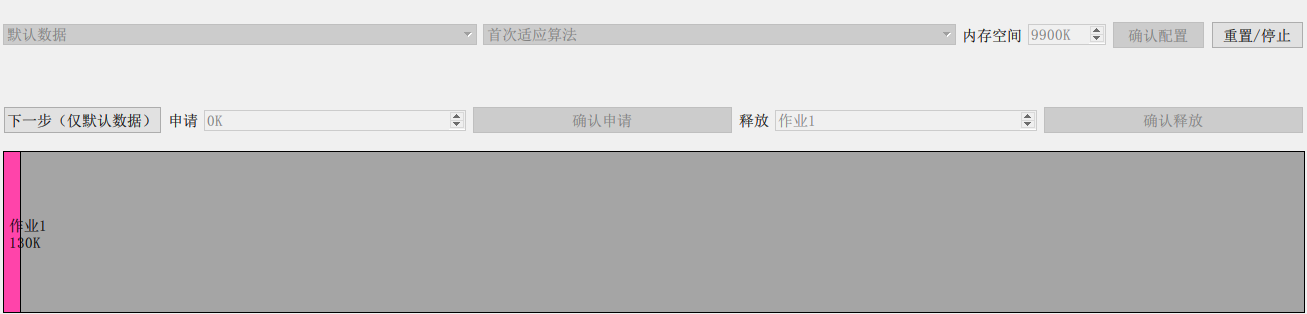 默认数据 首次适应算法 内存空间 9900K 确认配置 重置/停止
下一步（仅默认数据） 申请 0K 确认申请 释放 作业1 确认释放
作业1
130K